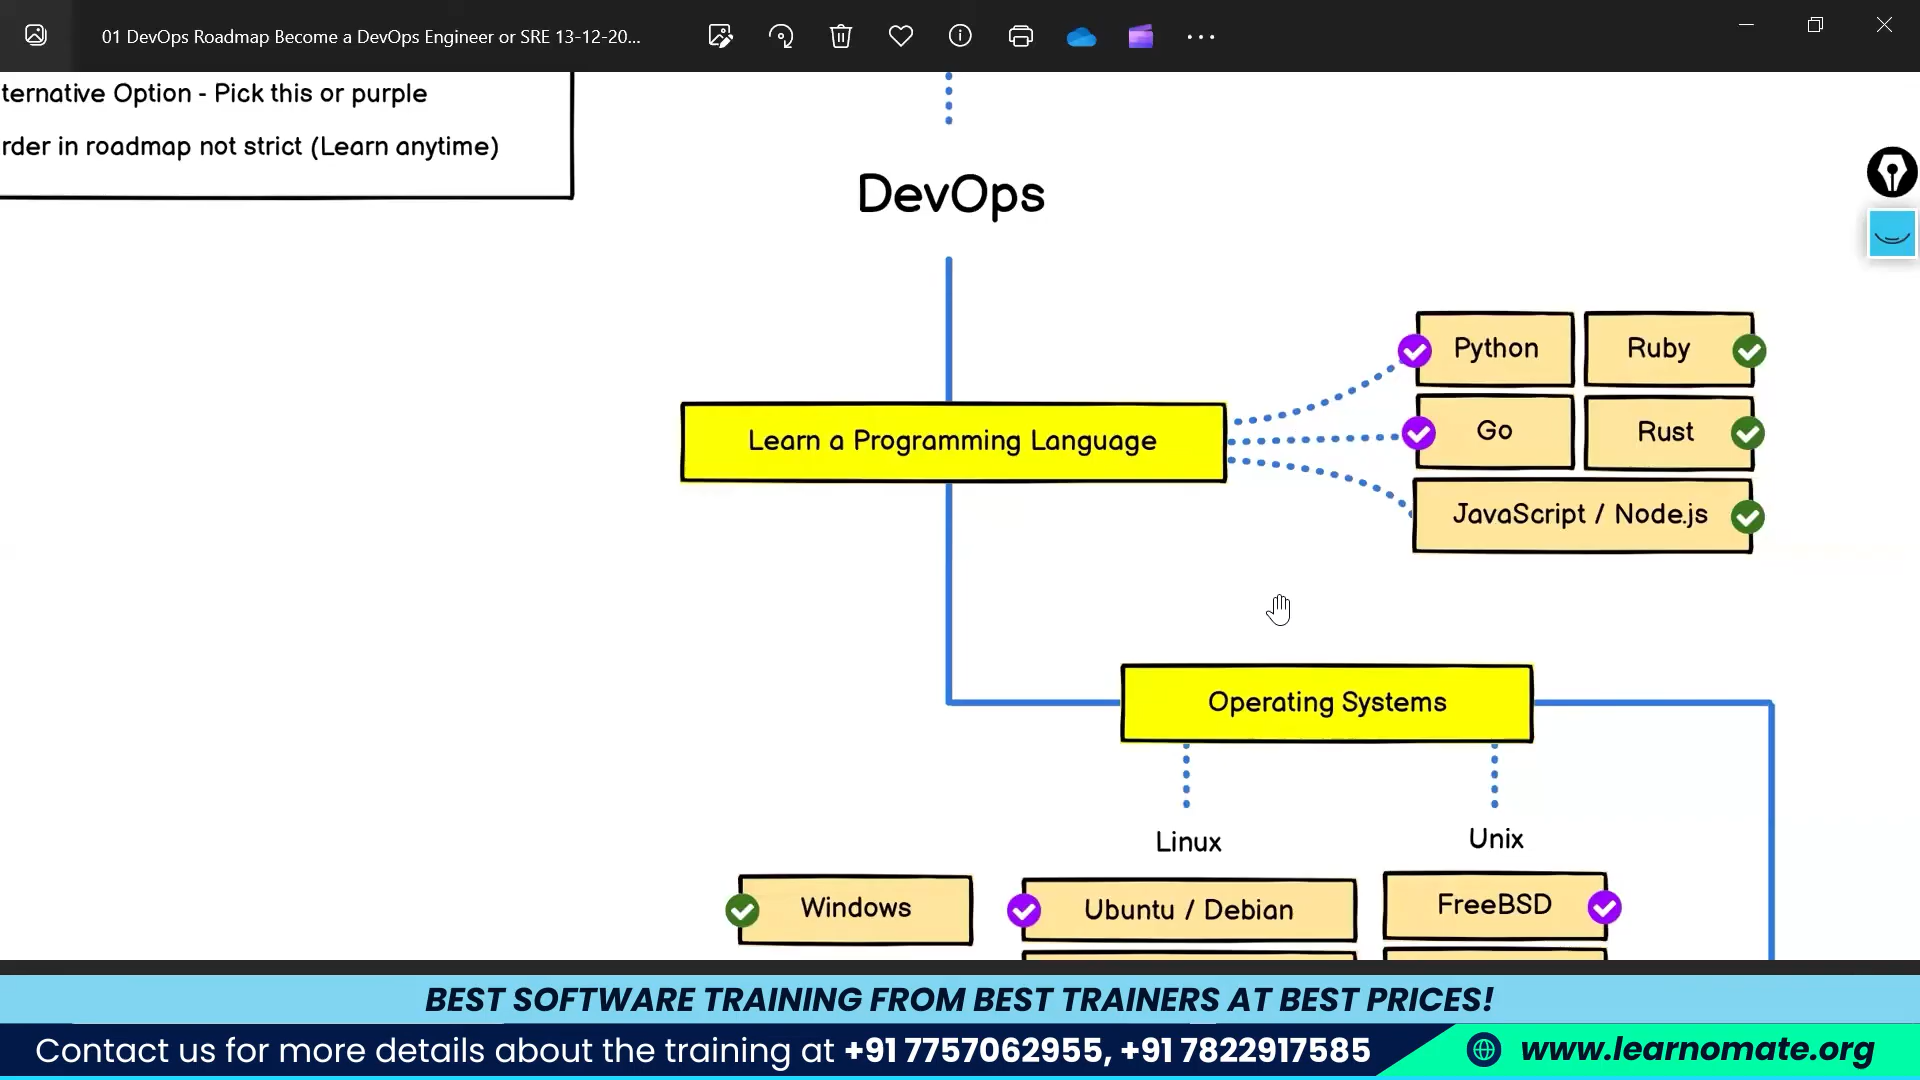 01 DevOps Roadmap Become a DevOps Engineer or SRE 13-12-20...
ternative Option - Pick this or purple
rder in roadmap not strict (Learn anytime)
DevOps
Learn a Programming Language
Python
Ruby
Go
Rust
JavaScript / Node.js
Operating Systems
Linux
Unix
Windows
Ubuntu / Debian
FreeBSD
BEST SOFTWARE TRAINING FROM BEST TRAINERS AT BEST PRICES!
Contact us for more details about the training at +91 7757062955, +91 7822917585
www.learnomate.org